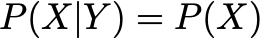 P(X|Y) = P(X)